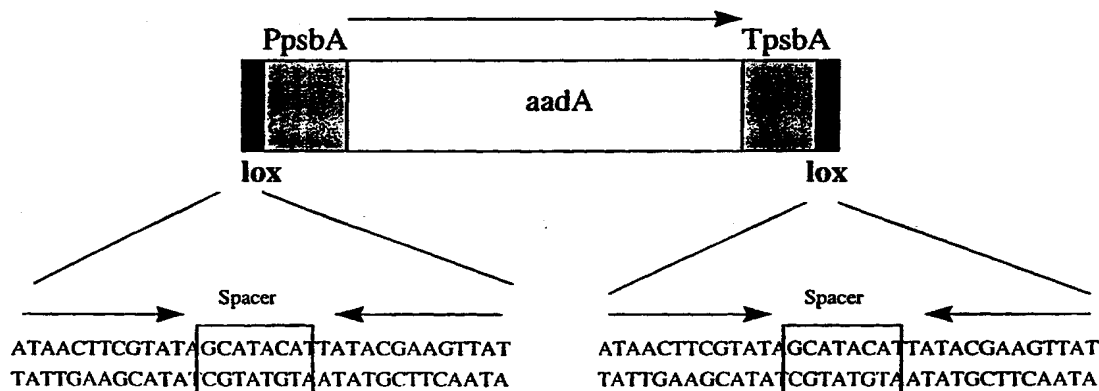 PpsbA TpsbA
aadA
lox lox
Spacer Spacer
ATAACTTCGTATAGCATACATTATACGAAGTTAT ATAACTTCGTATAGCATACATTATACGAAGTTAT
TATTGAAGCATATCGTATGTAATATGCTTCAATA TATTGAAGCATATCGTATGTAATATGCTTCAATA